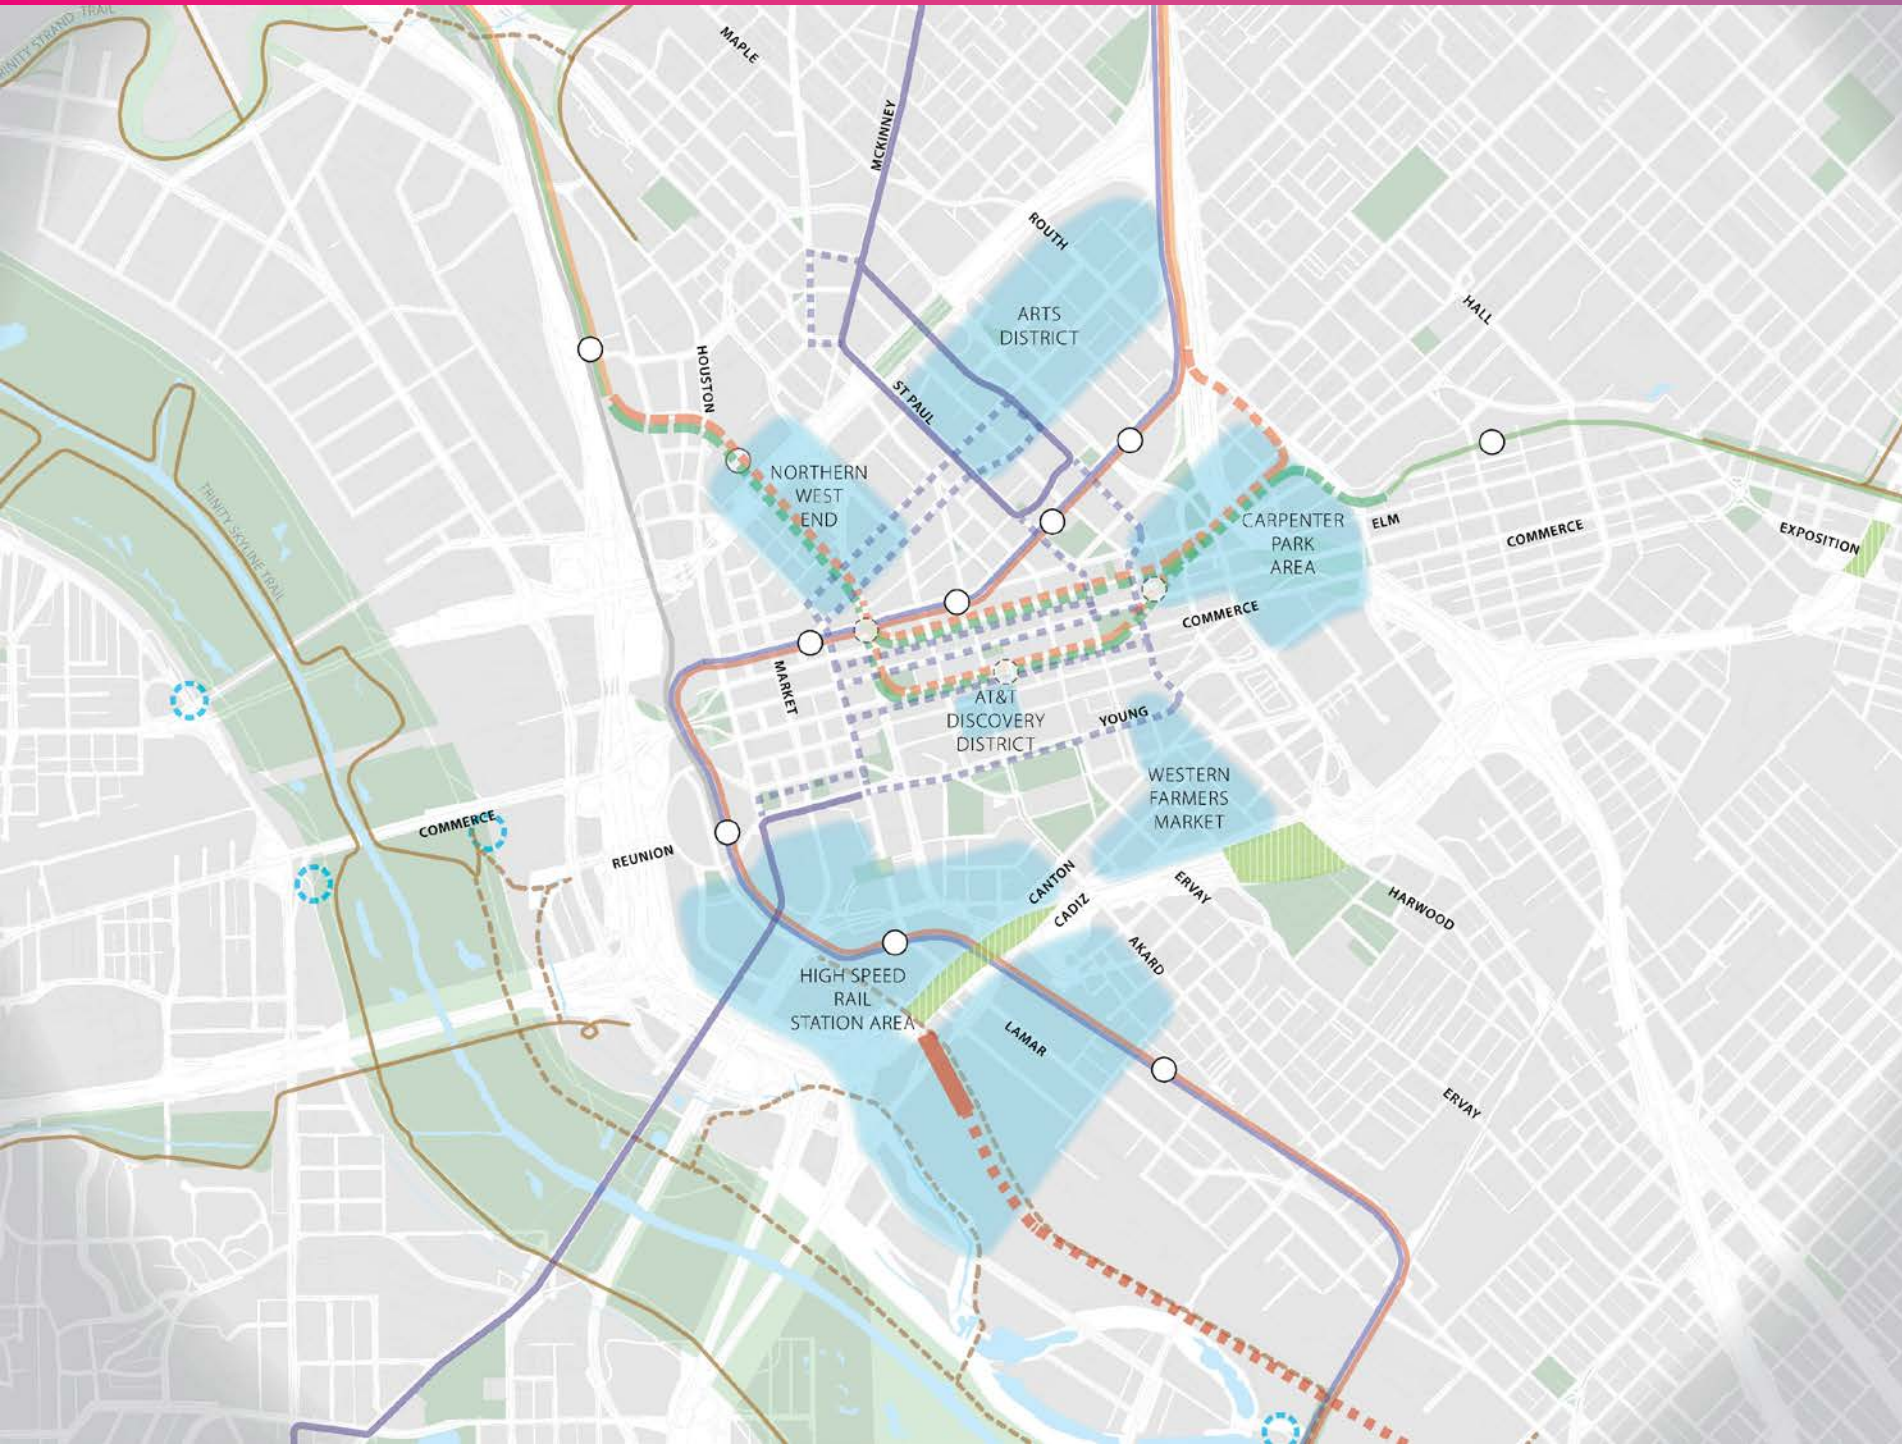 TRINITY STRAND TRAIL
MAPLE
MCKINNEY
ROUTH
ARTS
DISTRICT
HALL
HOUSTON
ST PAUL
NORTHERN
WEST
END
TRINITY SKYLINE TRAIL
CARPENTER
PARK
AREA
ELM
COMMERCE
EXPOSITION
COMMERCE
MARKET
AT&T
DISCOVERY
DISTRICT
YOUNG
WESTERN
FARMERS
MARKET
COMMERCE
REUNION
CANTON
CADIZ
ERVAY
HARWOOD
AKARD
HIGH SPEED
RAIL
STATION AREA
LAMAR
ERVAY